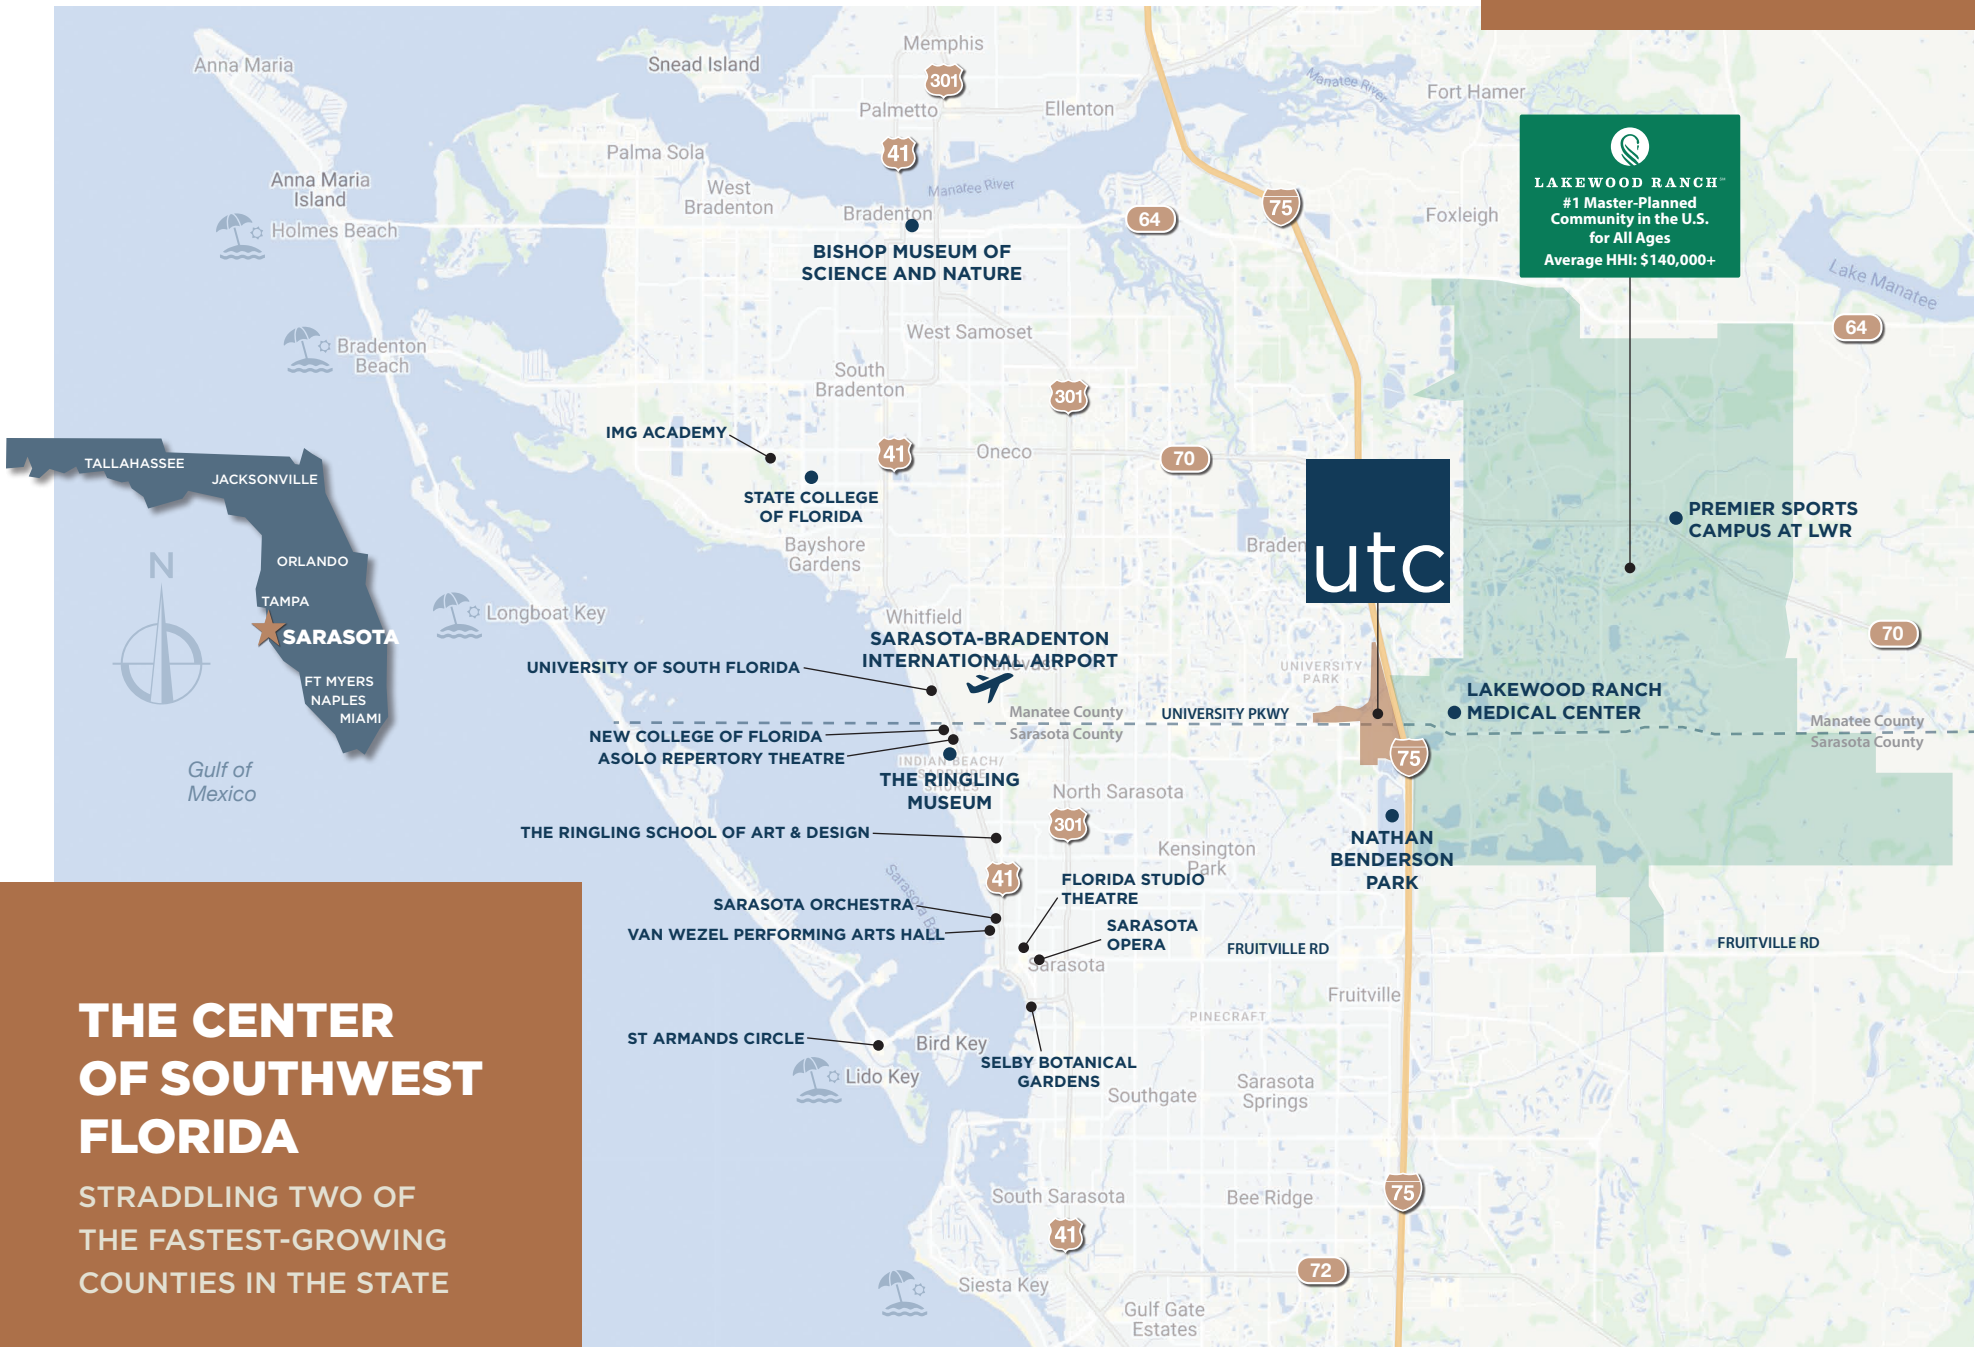 Memphis
301
Anna Maria
Snead Island
Palmetto
Ellenton
Manatee River
Fort Hamer
41
Palma Sola
LAKEWOOD RANCH
#1 Master-Planned
Community in the U.S.
for All Ages
Average HHI: $140,000+
Anna Maria
Island
West
Bradenton
Manatee River
Bradenton
64
75
Foxleigh
Holmes Beach
BISHOP MUSEUM OF
SCIENCE AND NATURE
Lake Manatee
64
Bradenton
Beach
West Samoset
South
Bradenton
301
IMG ACADEMY
41
Oneco
70
STATE COLLEGE
OF FLORIDA
Bayshore
Gardens
Braden
utc
PREMIER SPORTS
CAMPUS AT LWR
TALLAHASSEE
JACKSONVILLE
ORLANDO
TAMPA
SARASOTA
FT MYERS
NAPLES
MIAMI
N
Gulf of
Mexico
Longboat Key
Whitfield
SARASOTA-BRADENTON
INTERNATIONAL AIRPORT
UNIVERSITY OF SOUTH FLORIDA
UNIVERSITY
PARK
70
LAKEWOOD RANCH
MEDICAL CENTER
Manatee County
UNIVERSITY PKWY
Sarasota County
Manatee County
Sarasota County
NEW COLLEGE OF FLORIDA
ASOLO REPERTORY THEATRE
INDIAN BEACH/
SHORES
THE RINGLING
MUSEUM
75
North Sarasota
301
THE RINGLING SCHOOL OF ART & DESIGN
Kensington
Park
NATHAN
BENDERSON
PARK
41
Sarasota
FLORIDA STUDIO
THEATRE
SARASOTA ORCHESTRA
VAN WEZEL PERFORMING ARTS HALL
SARASOTA
OPERA
FRUITVILLE RD
FRUITVILLE RD
Sarasota
Fruitville
PINECRAFT
ST ARMANDS CIRCLE
Bird Key
Lido Key
SELBY BOTANICAL
GARDENS
Southgate
Sarasota
Springs
South Sarasota
Bee Ridge
75
41
72
Siesta Key
Gulf Gate
Estates
THE CENTER
OF SOUTHWEST
FLORIDA
STRADDLING TWO OF
THE FASTEST-GROWING
COUNTIES IN THE STATE